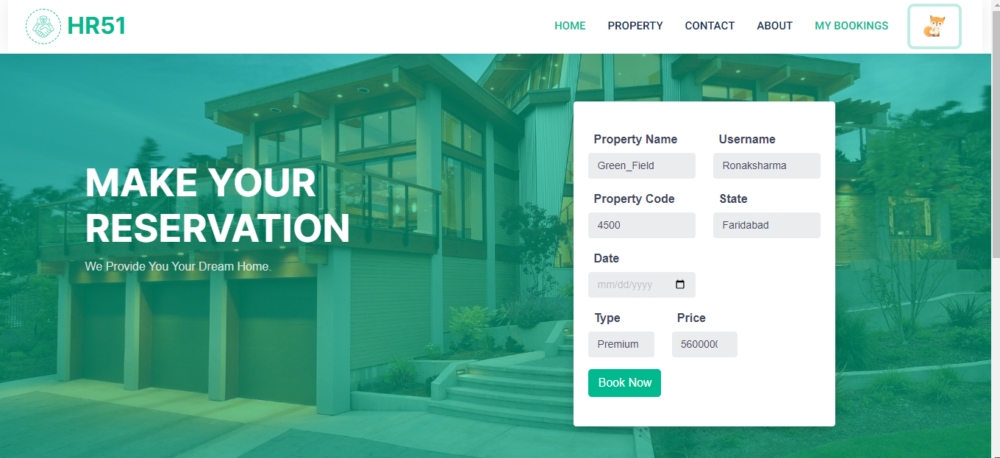 HR51
HOME PROPERTY CONTACT ABOUT MY BOOKINGS
MAKE YOUR
RESERVATION
We Provide You Your Dream Home.
Property Name Username
Green_Field Ronaksharma
Property Code State
4500 Faridabad
Date
mm/dd/yyyy
Type Price
Premium
Book Now